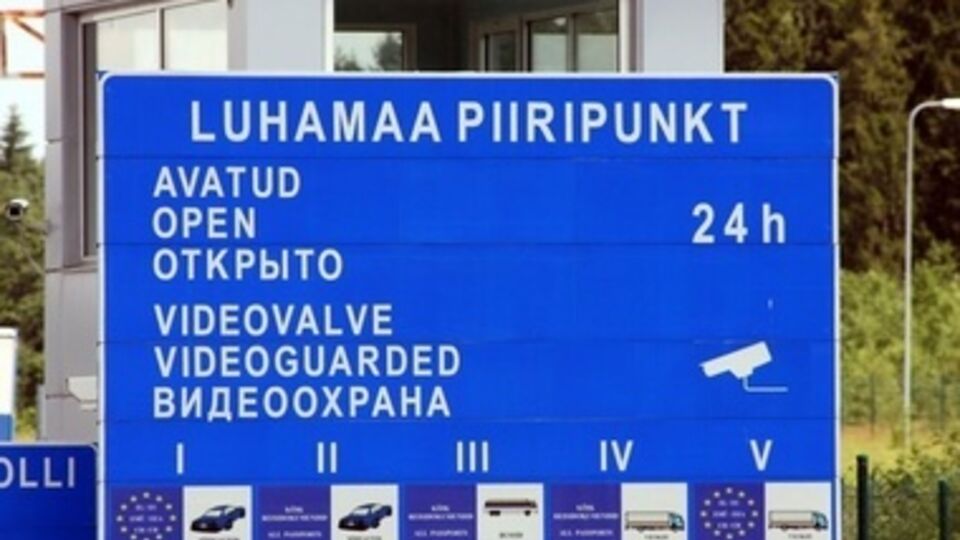 LUHAMAA PIIRIPUNKT
AVATUD
OPEN
24 h
ОТКРЫТО
VIDEOVALVE
VIDEOGUARDED
ВИДЕООХРАНА
I II III IV V
OLLI